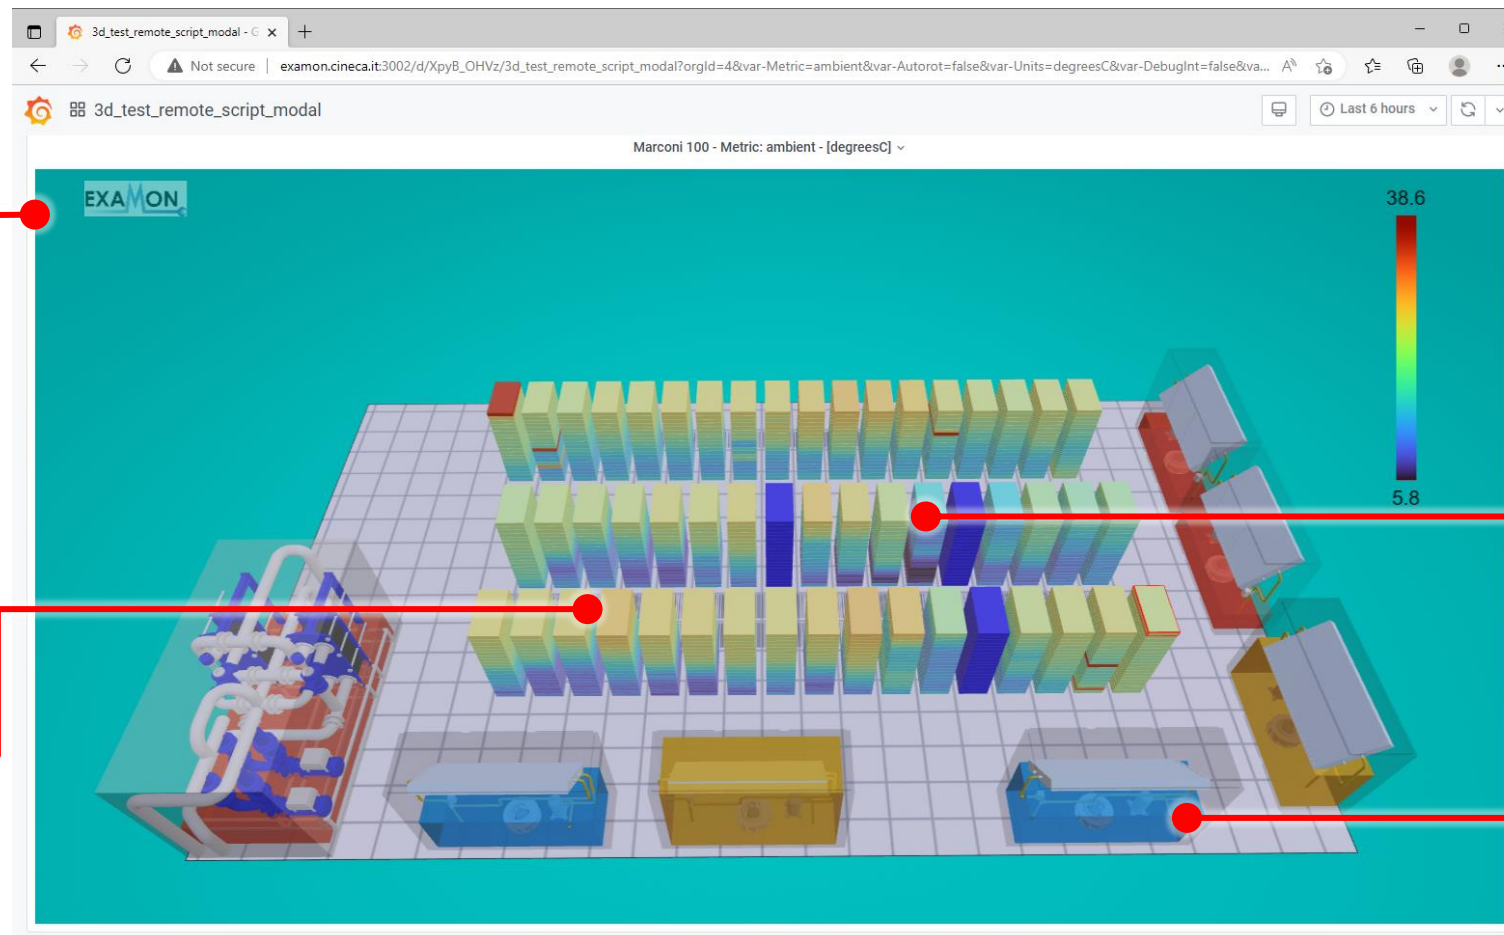 3d_test_remote_script_modal - G
Not secure | examon.cineca.it:3002/d/XpyB_OHVz/3d_test_remote_script_modal?orgId=4&var-Metric=ambient&var-Autorot=false&var-Units=degreesC&var-DebugInt=false&va...
3d_test_remote_script_modal
Last 6 hours
Marconi 100 - Metric: ambient - [degreesC]
EXAMON
38.6
5.8